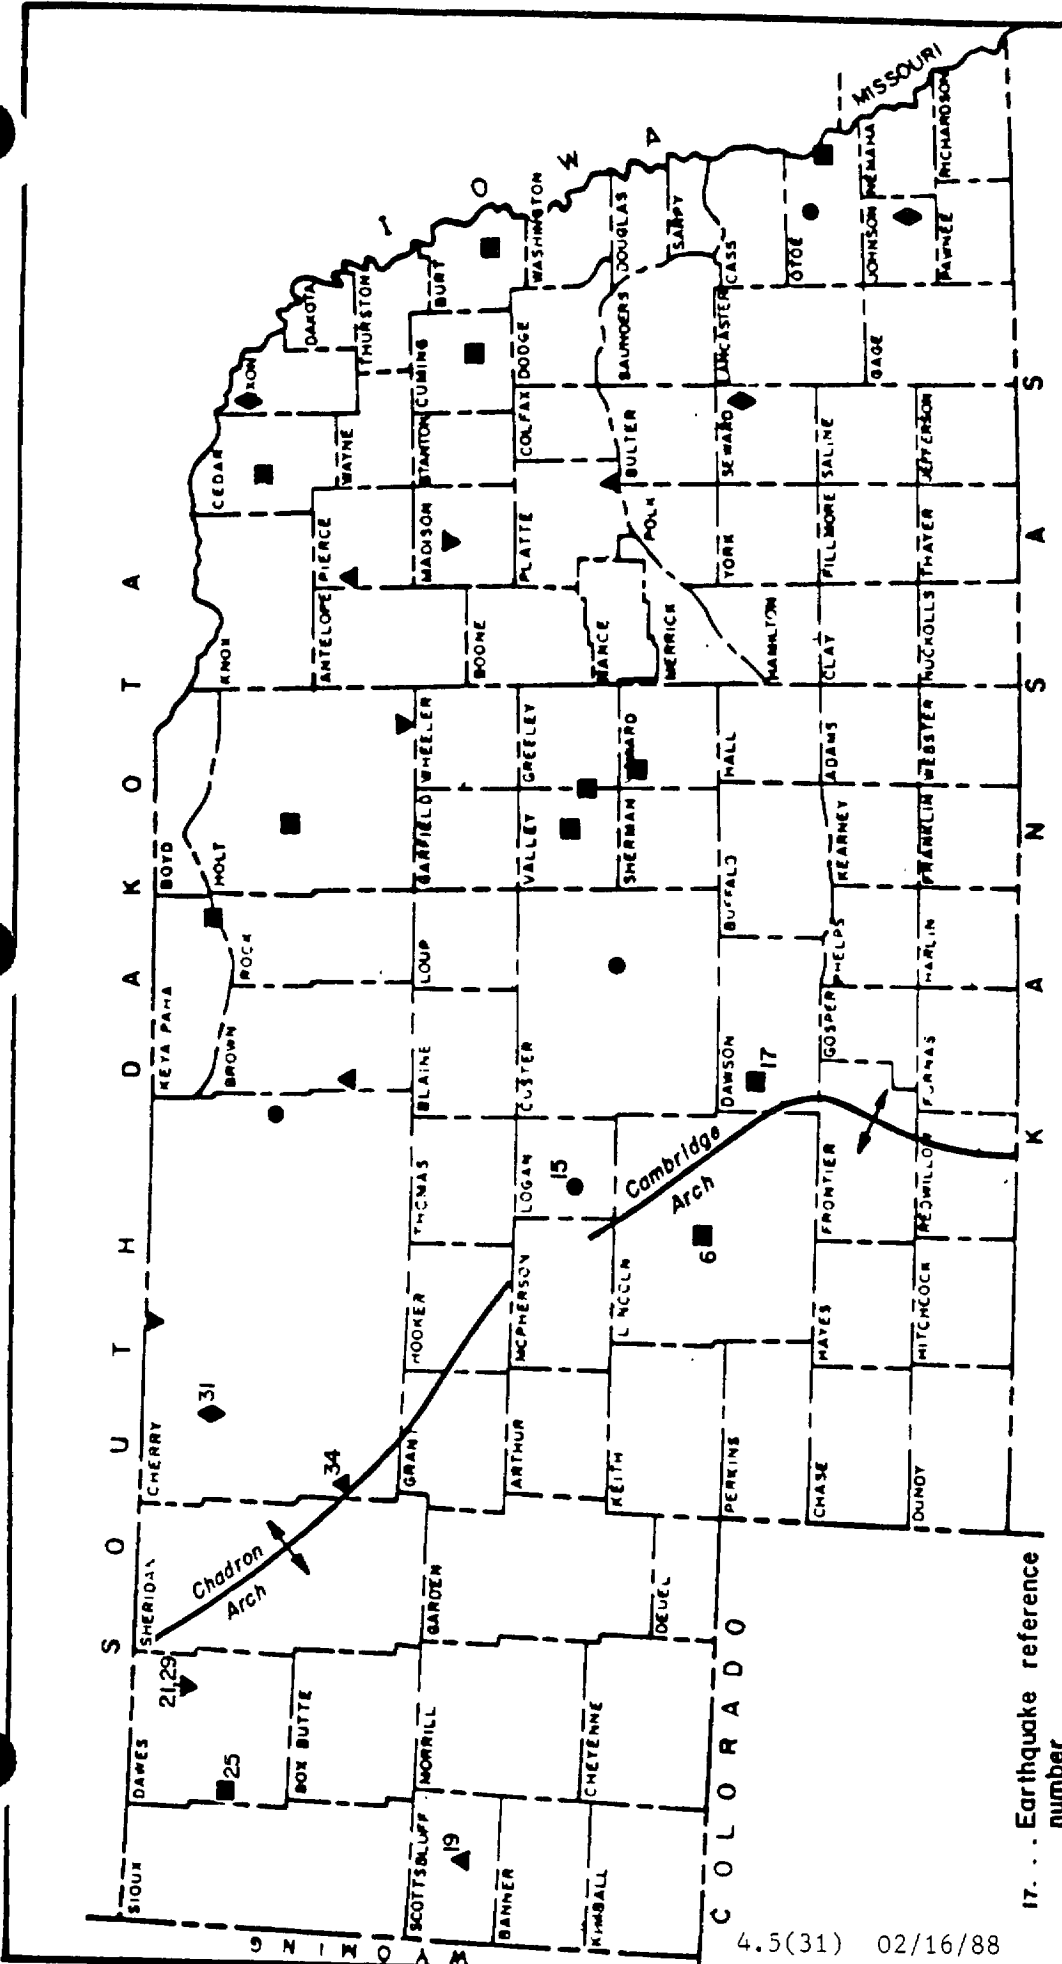 SOUTH DAKOTA
WYOMING
IOWA
MISSOURI
COLORADO
KANSAS
SIOUX
DAWES
SHERIDAN
CHERRY
KEYA PAHA
BOYD
BROWN
ROCK
HOLT
KNOX
CEDAR
DIXON
DAKOTA
BOX BUTTE
ANTELOPE
PIERCE
WAYNE
THURSTON
SCOTTSBLUFF
MORRILL
GARDEN
GRANT
HOOKER
THOMAS
BLAINE
LOUP
GARFIELD
WHEELER
BOONE
MADISON
STANTON
CUMING
BURT
BANNER
ARTHUR
MCPHERSON
LOGAN
CUSTER
VALLEY
GREELEY
NANCE
PLATTE
COLFAX
DODGE
WASHINGTON
KIMBALL
CHEYENNE
DEUEL
KEITH
LINCOLN
SHERMAN
HOWARD
MERRICK
POLK
BULTER
SAUNDERS
DOUGLAS
SARPY
PERKINS
DAWSON
BUFFALO
HALL
HAMILTON
YORK
SEWARD
LANCASTER
CASS
OTOE
CHASE
HAYES
FRONTIER
GOSPER
PHELPS
KEARNEY
ADAMS
CLAY
FILLMORE
SALINE
GAGE
JOHNSON
NEMAHA
DUNDY
HITCHCOCK
REDWILLOW
FURNAS
HARLIN
FRANKLIN
WEBSTER
NUCKOLLS
THAYER
JEFFERSON
PAWNEE
RICHARDSON
Chadron
Arch
Cambridge
Arch
21,29
25
19
31
34
15
6
17
17... Earthquake reference
number
4.5(31) 02/16/88